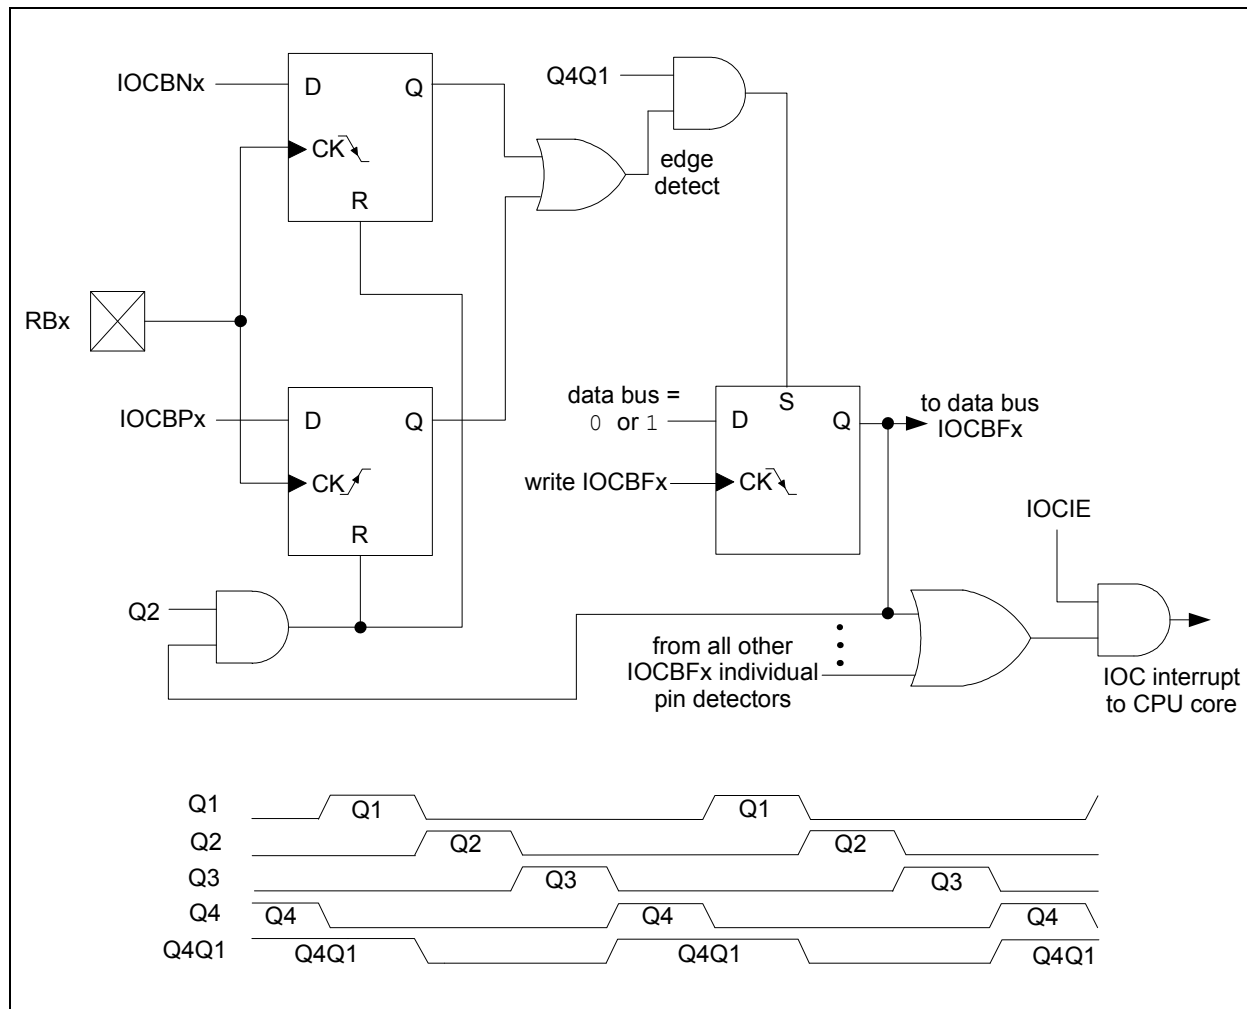 IOCBNx
D
Q
CK
R
Q4Q1
edge
detect
RBx
IOCBPx
D
Q
CK
R
data bus =
0 or 1
D
S
Q
to data bus
IOCBFx
write IOCBFx
CK
IOCIE
Q2
from all other
IOCBFx individual
pin detectors
IOC interrupt
to CPU core
Q1
Q1
Q1
Q2
Q2
Q2
Q3
Q3
Q3
Q4
Q4
Q4
Q4
Q4Q1
Q4Q1
Q4Q1
Q4Q1